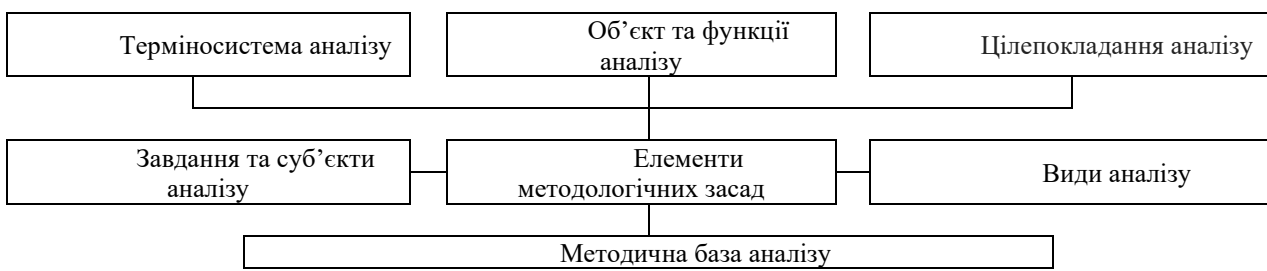 Терміносистема аналізу
Об’єкт та функції
аналізу
Цілепокладання аналізу
Завдання та суб’єкти
аналізу
Елементи
методологічних засад
Види аналізу
Методична база аналізу